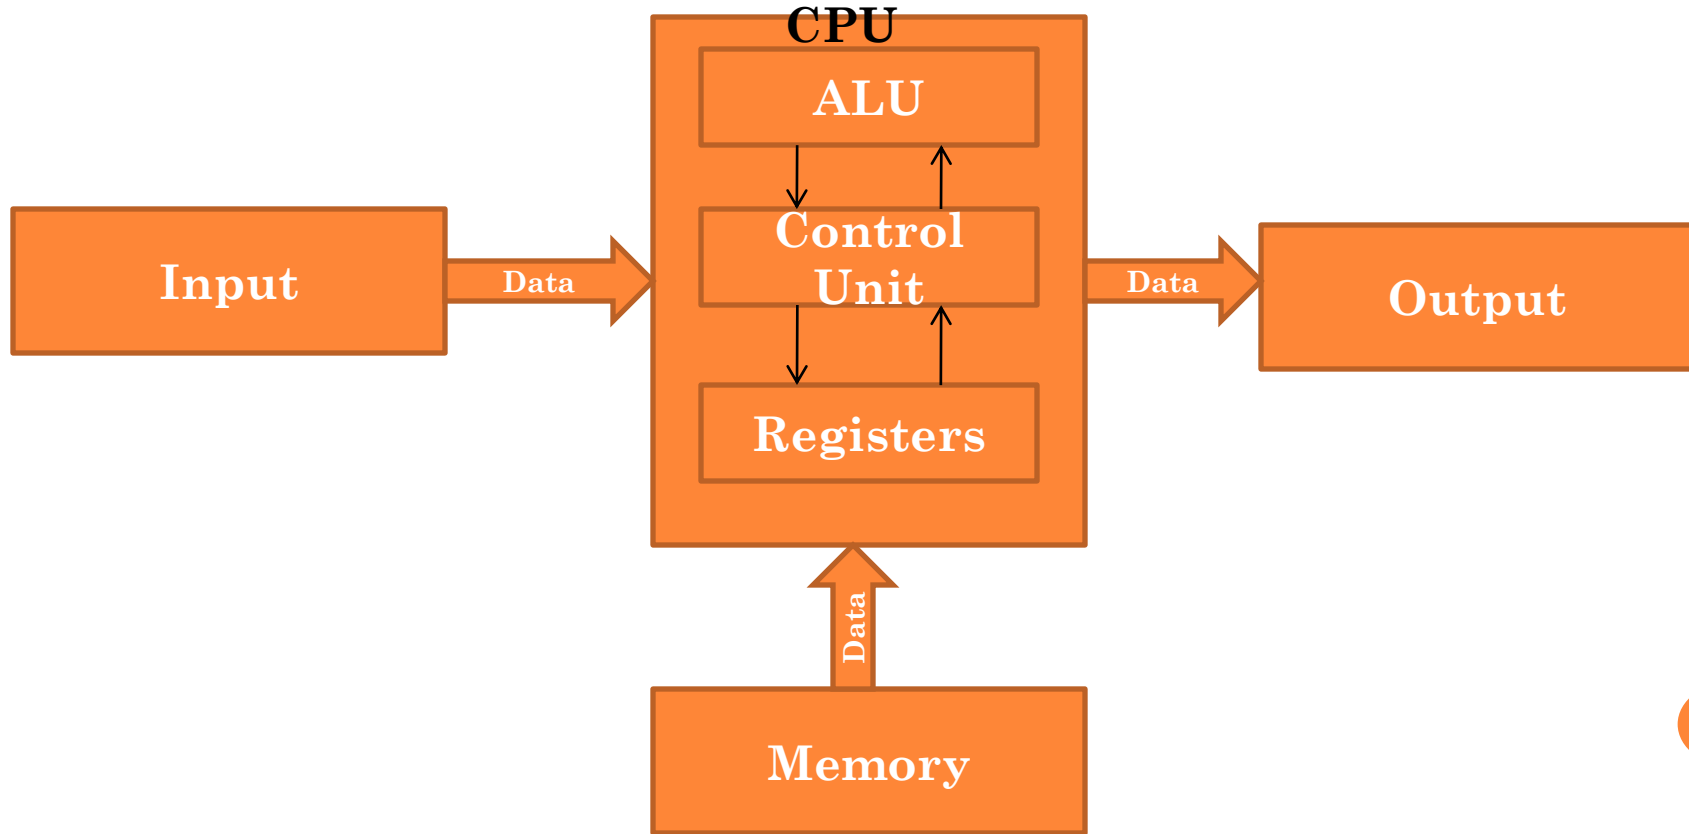 CPU
ALU
Control
Unit
Registers
Input
Data
Data
Output
Data
Memory